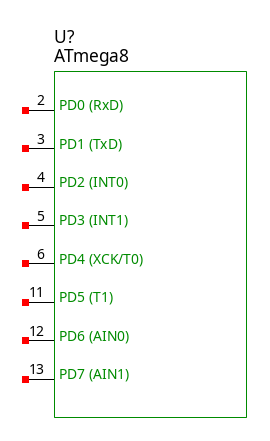 U?
ATmega8
2 PD0 (RxD)
3 PD1 (TxD)
4 PD2 (INT0)
5 PD3 (INT1)
6 PD4 (XCK/T0)
11 PD5 (T1)
12 PD6 (AIN0)
13 PD7 (AIN1)